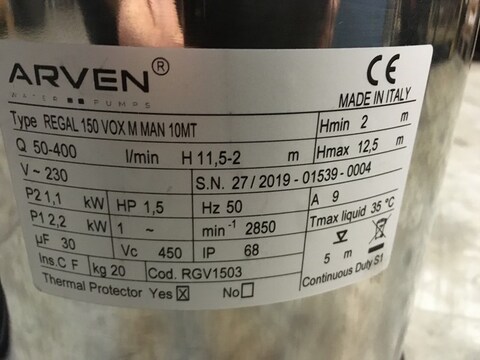 ARVEN®
WATER PUMPS
CE
MADE IN ITALY
Type REGAL 150 VOX M MAN 10MT
Hmin 2 m
Q 50-400 l/min H 11,5-2 m
Hmax 12,5 m
V ~ 230
S.N. 27 / 2019 - 01539 - 0004
P2 1,1 kW HP 1,5 Hz 50 A 9
P1 2,2 kW 1 ~ min⁻¹ 2850 Tmax liquid 35 °C
µF 30 Vc 450 IP 68
5 m
Ins.C F kg 20 Cod. RGV1503
Continuous Duty S1
Thermal Protector Yes ☒ No ☐